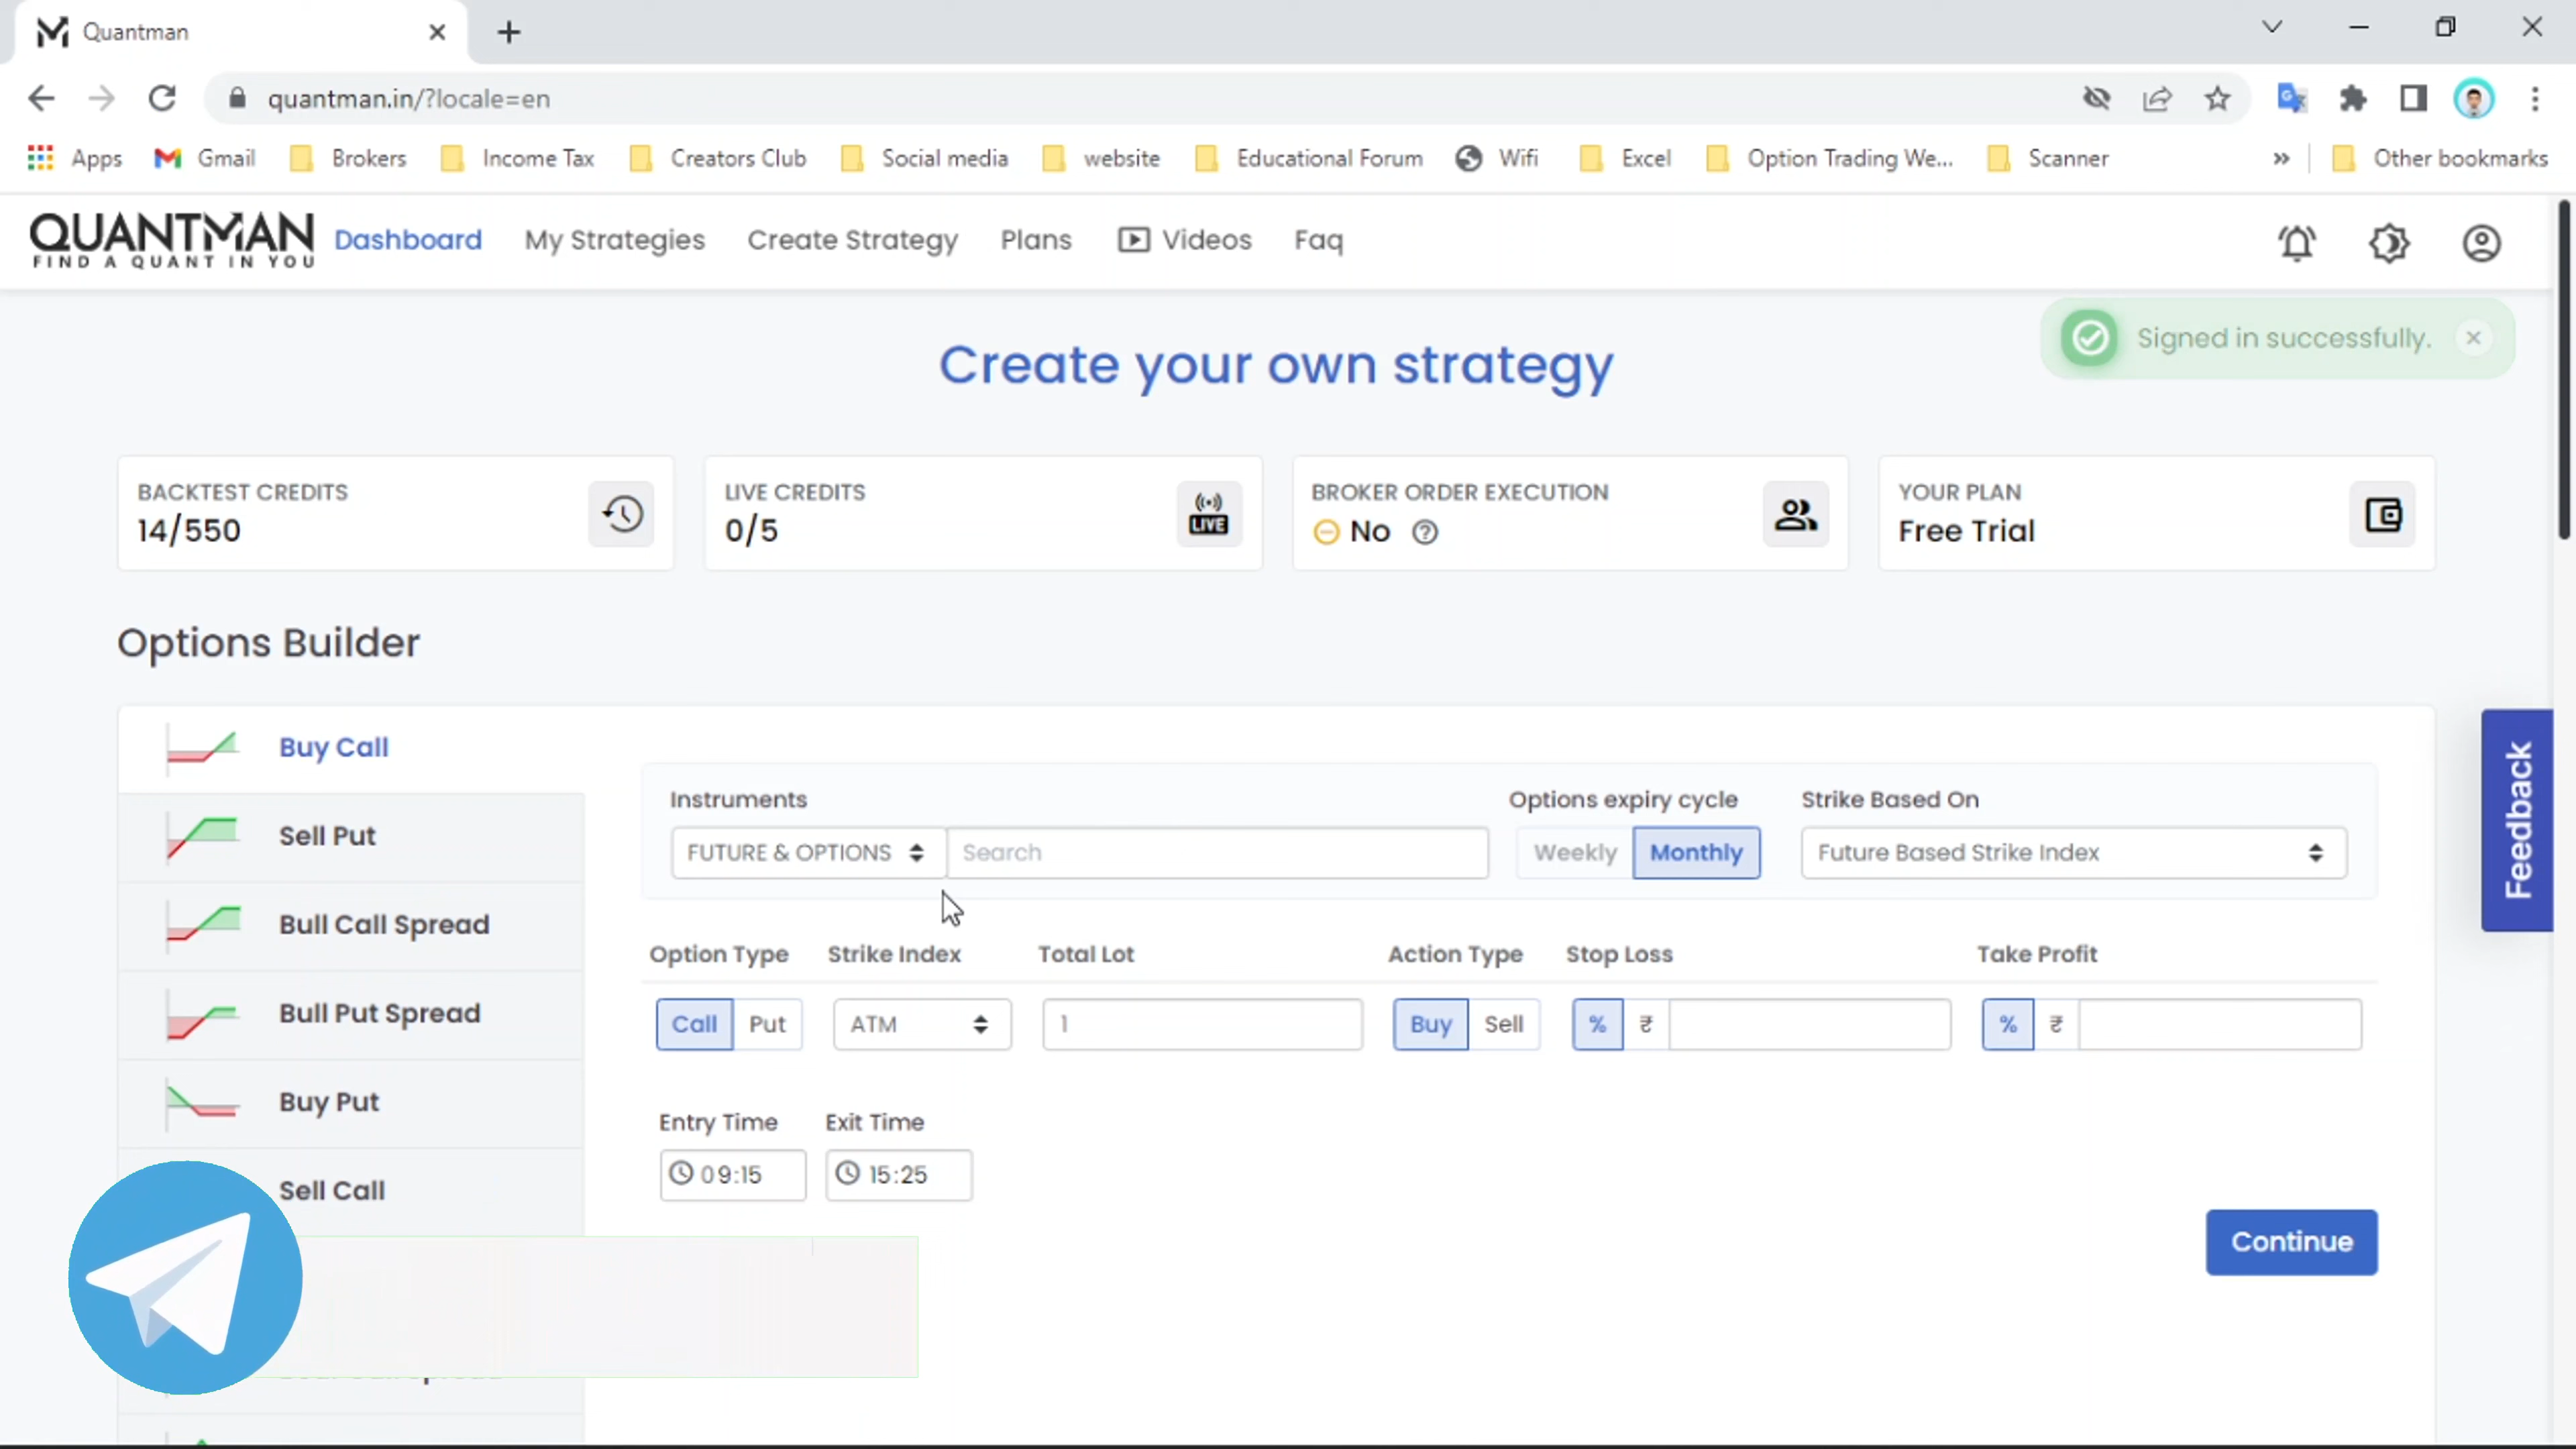 Quantman
quantman.in/?locale=en
Apps Gmail Brokers Income Tax Creators Club Social media website Educational Forum Wifi Excel Option Trading We... Scanner » Other bookmarks
QUANTMAN
FIND A QUANT IN YOU
Dashboard My Strategies Create Strategy Plans Videos Faq
Signed in successfully.
Create your own strategy
BACKTEST CREDITS
14/550
LIVE CREDITS
0/5
LIVE
BROKER ORDER EXECUTION
No
YOUR PLAN
Free Trial
Options Builder
Buy Call
Sell Put
Bull Call Spread
Bull Put Spread
Buy Put
Sell Call
Instruments Options expiry cycle Strike Based On
FUTURE & OPTIONS Search Weekly Monthly Future Based Strike Index
Option Type Strike Index Total Lot Action Type Stop Loss Take Profit
Call Put ATM 1 Buy Sell % ₹ % ₹
Entry Time Exit Time
09:15 15:25
Continue
Feedback